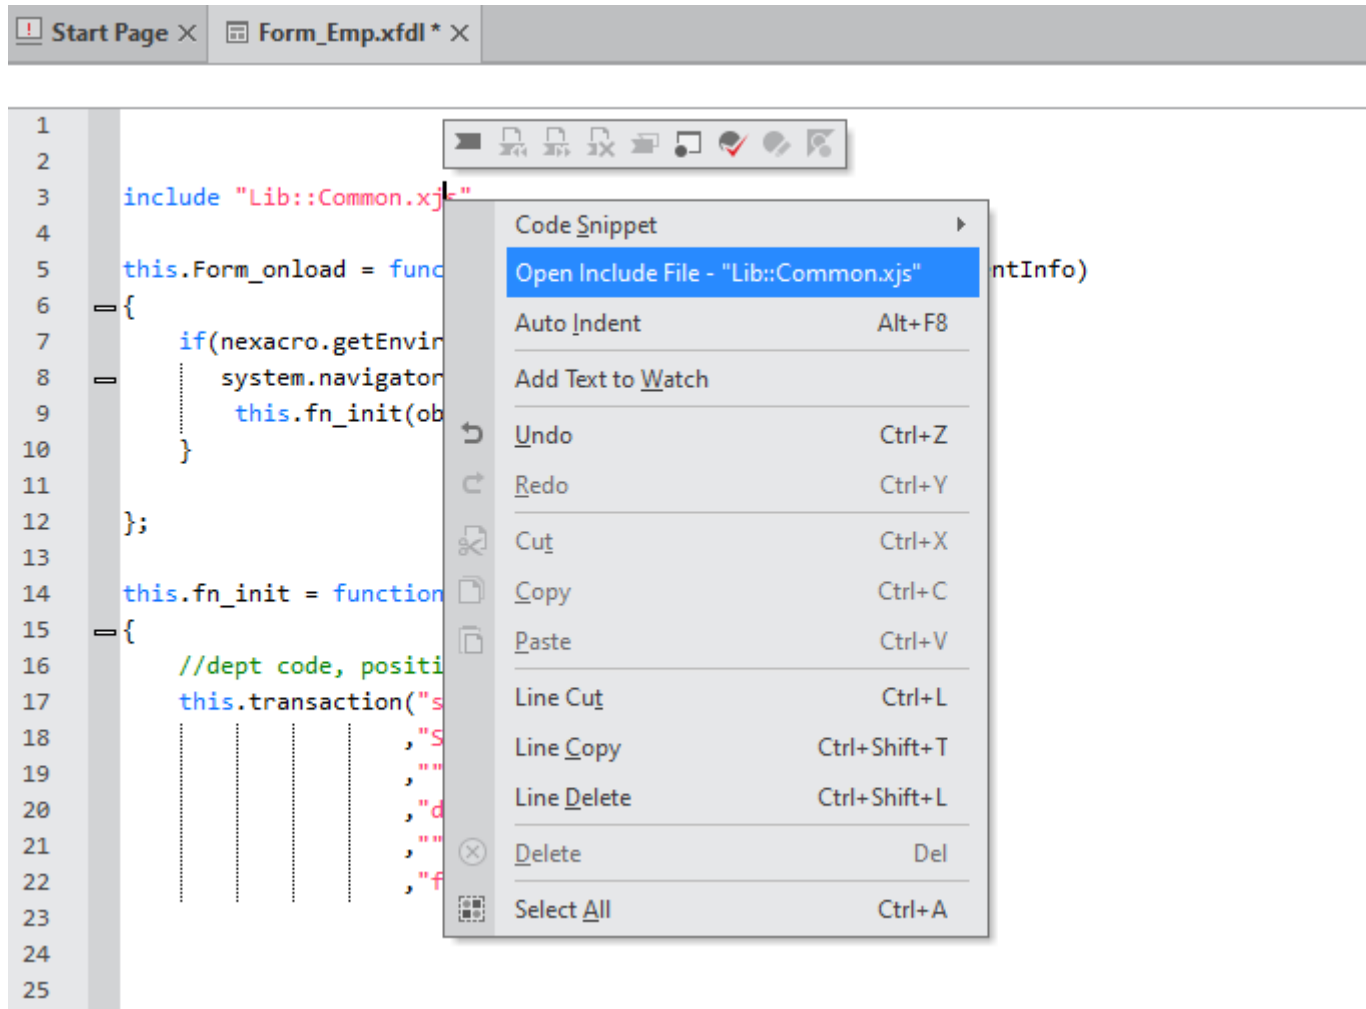 Start Page
Form_Emp.xfdl *
1
2
3 include "Lib::Common.xjs"
4
5 this.Form_onload = func ntInfo)
6 {
7 if(nexacro.getEnvir
8 system.navigator
9 this.fn_init(ob
10 }
11
12 };
13
14 this.fn_init = function
15 {
16 //dept code, positi
17 this.transaction("s
18 ,"S
19 ,""
20 ,"d
21 ,""
22 ,"f
23
24
25
Code Snippet
Open Include File - "Lib::Common.xjs"
Auto Indent Alt+F8
Add Text to Watch
Undo Ctrl+Z
Redo Ctrl+Y
Cut Ctrl+X
Copy Ctrl+C
Paste Ctrl+V
Line Cut Ctrl+L
Line Copy Ctrl+Shift+T
Line Delete Ctrl+Shift+L
Delete Del
Select All Ctrl+A